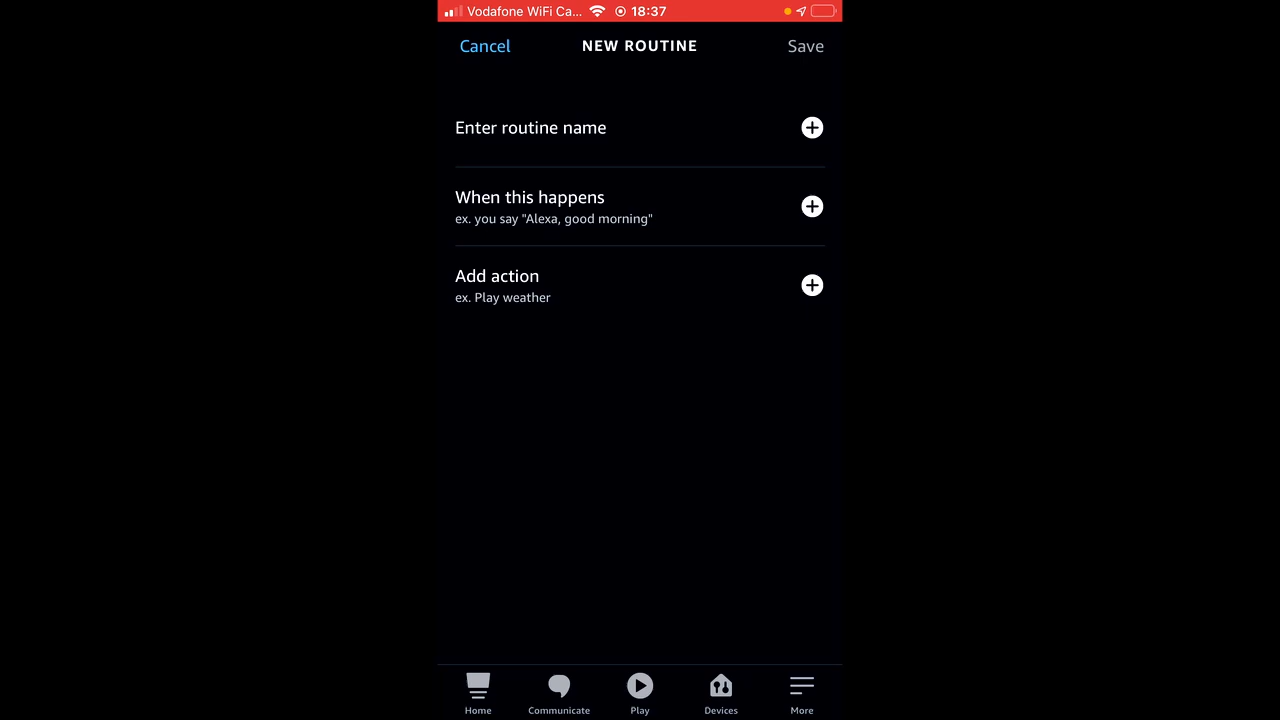 Vodafone WiFi Ca... 18:37
Cancel NEW ROUTINE Save
Enter routine name
When this happens
ex. you say "Alexa, good morning"
Add action
ex. Play weather
Home Communicate Play Devices More